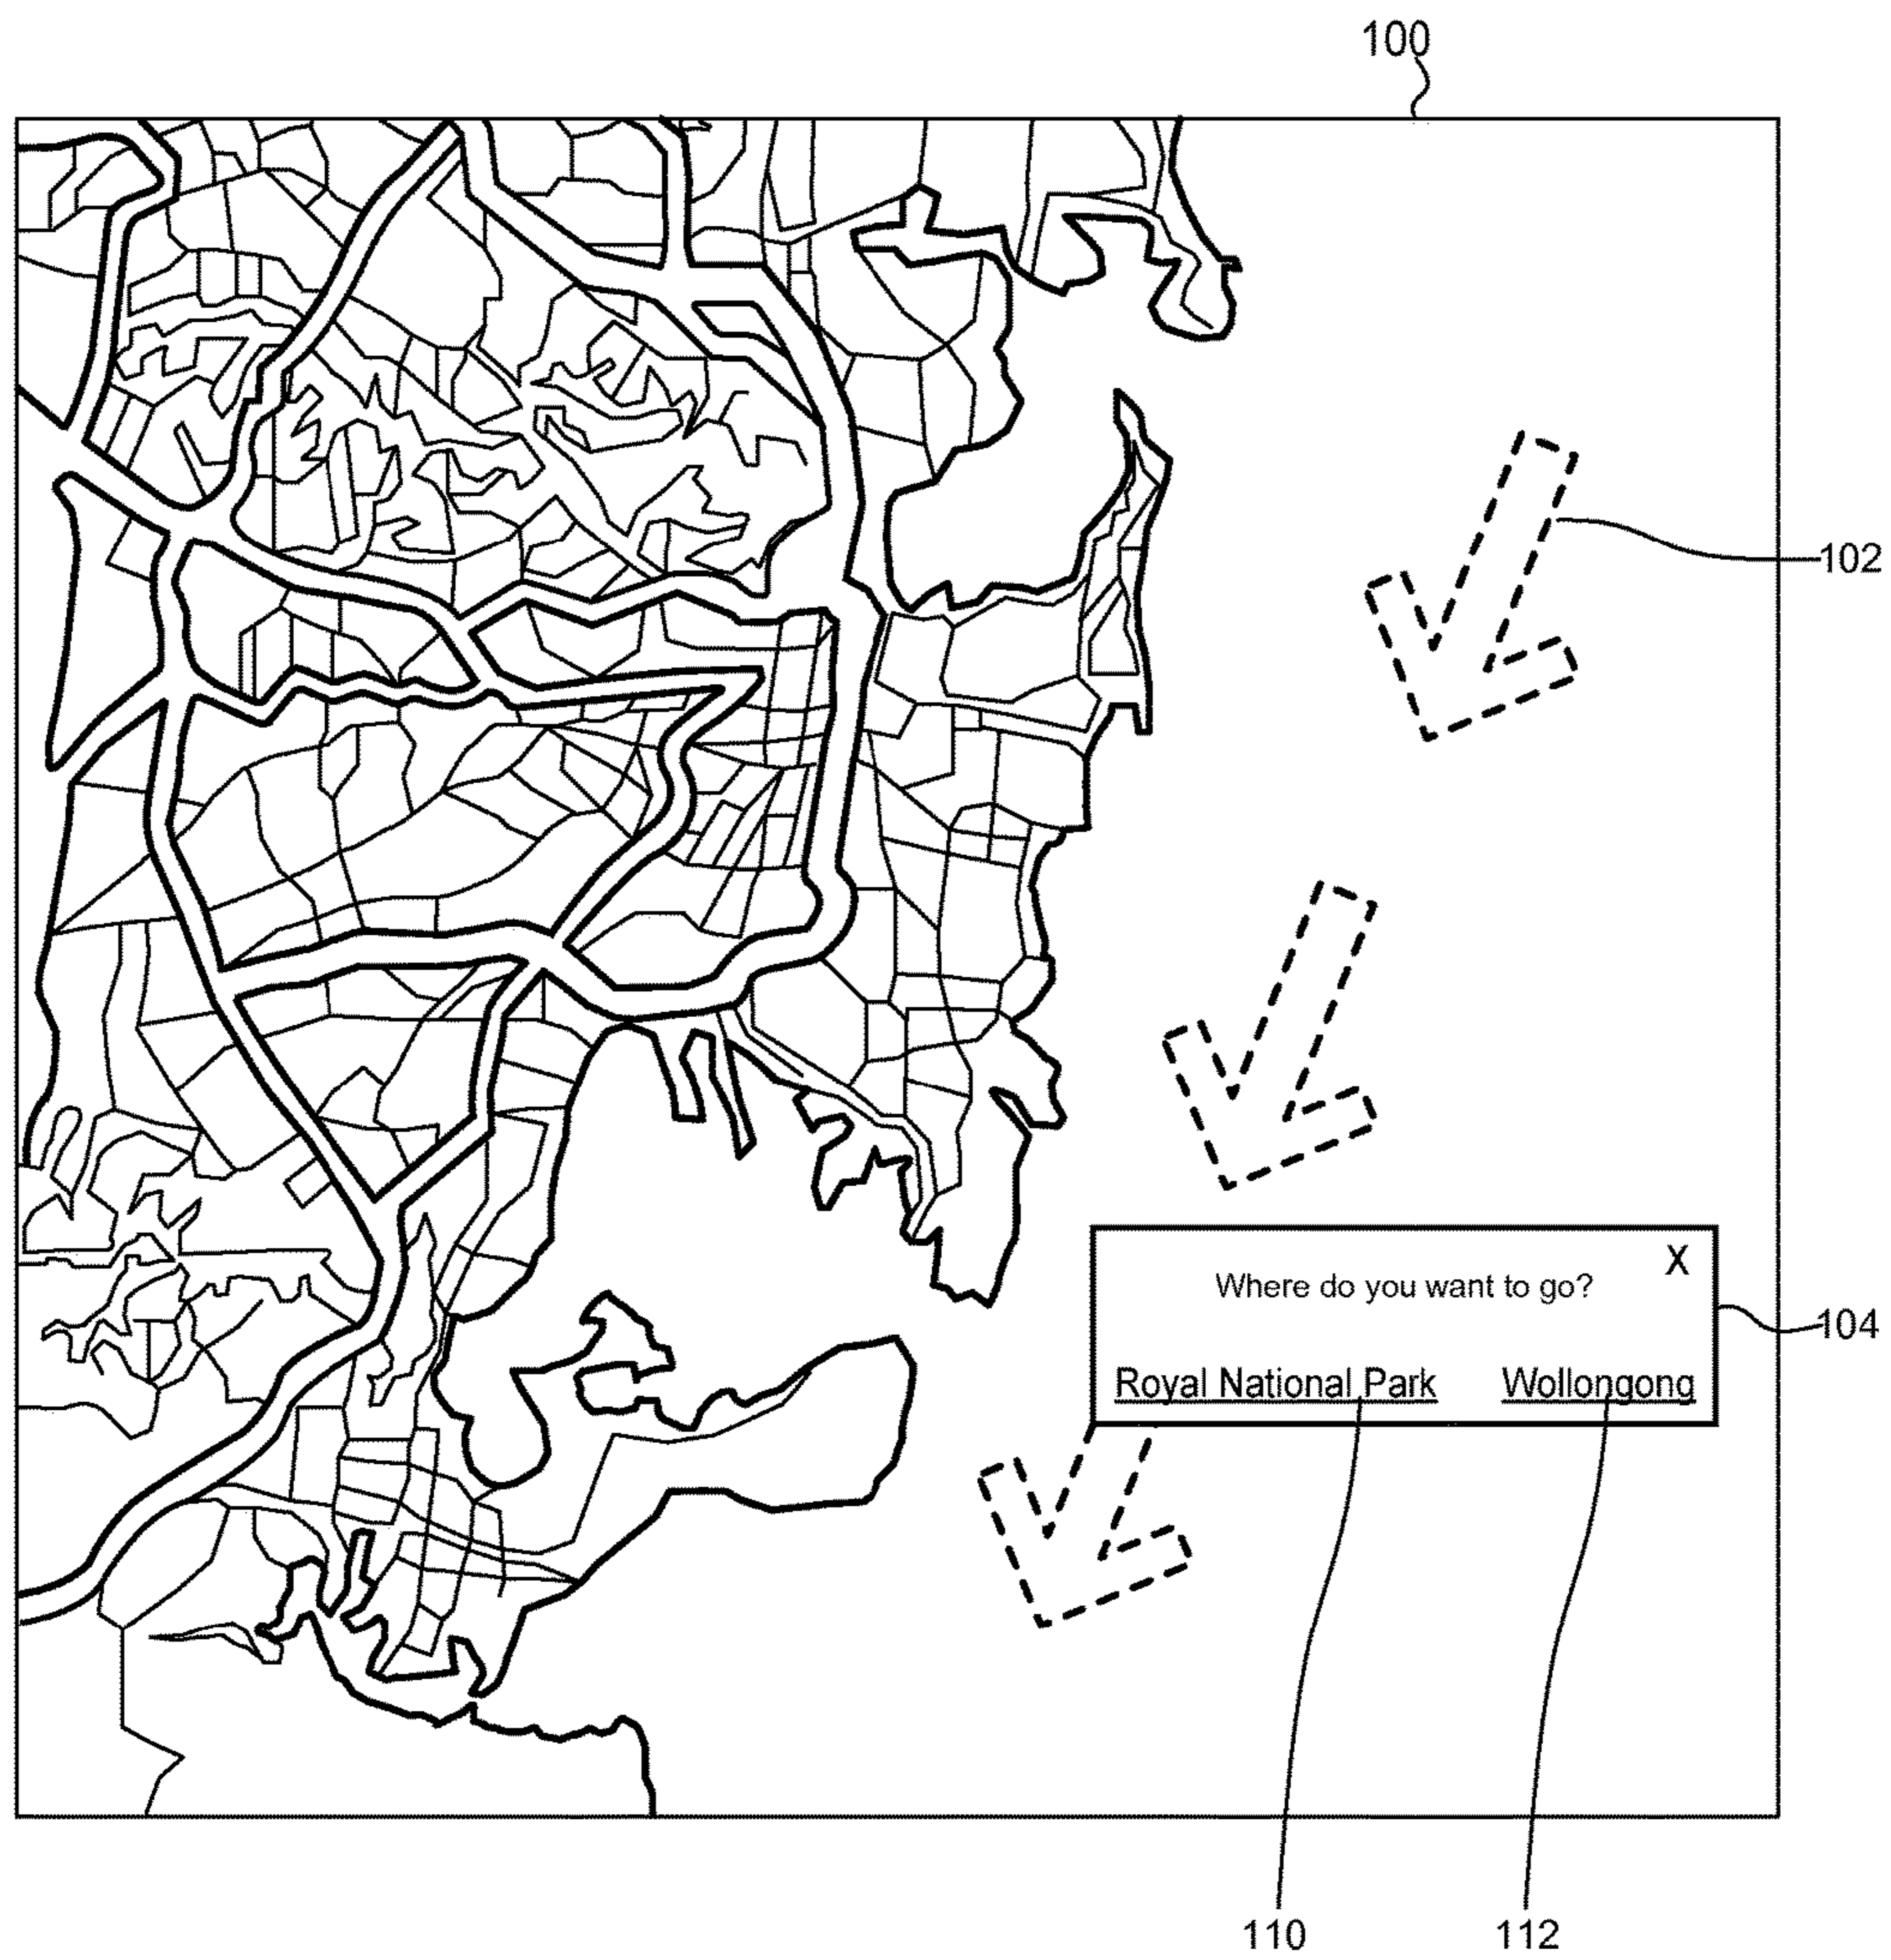 100
102
X
Where do you want to go?
104
Royal National Park Wollongong
110 112